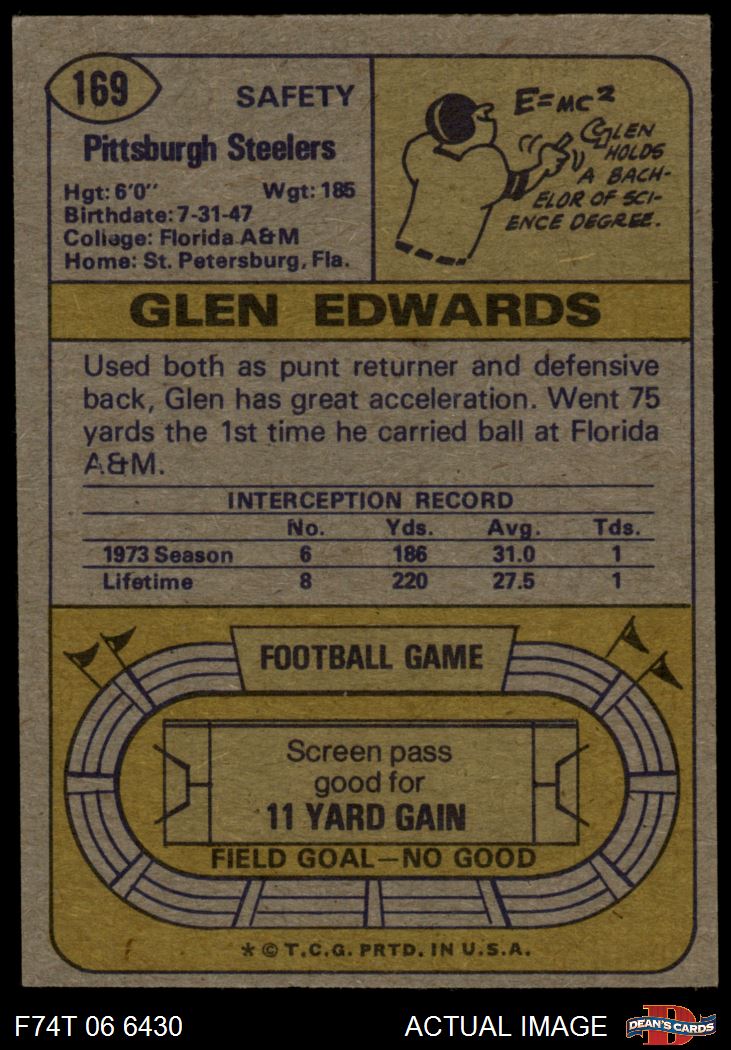 169
SAFETY
Pittsburgh Steelers
Hgt: 6'0" Wgt: 185
Birthdate: 7-31-47
College: Florida A&M
Home: St. Petersburg, Fla.
E=MC2
GLEN
HOLDS
A BACH-
ELOR OF SCI-
ENCE DEGREE.
GLEN EDWARDS
Used both as punt returner and defensive
back, Glen has great acceleration. Went 75
yards the 1st time he carried ball at Florida
A&M.
INTERCEPTION RECORD
No. Yds. Avg. Tds.
1973 Season 6 186 31.0 1
Lifetime 8 220 27.5 1
FOOTBALL GAME
Screen pass
good for
11 YARD GAIN
FIELD GOAL—NO GOOD
* © T.C.G. PRTD. IN U.S.A.
F74T 06 6430 ACTUAL IMAGE
D
DEAN'S CARDS